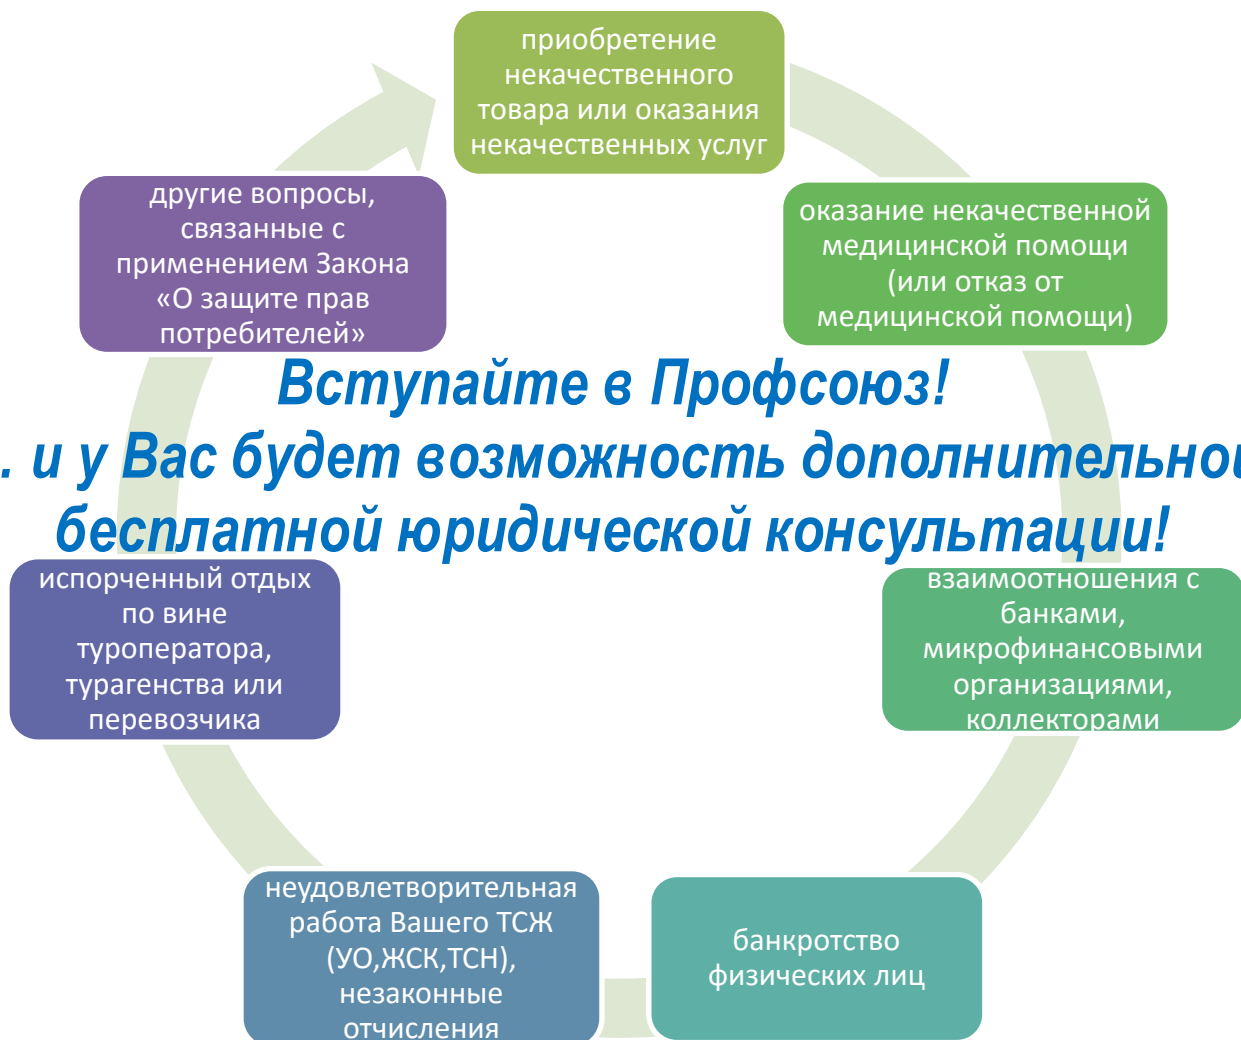 приобретение
некачественного
товара или оказания
некачественных услуг
оказание некачественной
медицинской помощи
(или отказ от
медицинской помощи)
взаимоотношения с
банками,
микрофинансовыми
организациями,
коллекторами
банкротство
физических лиц
неудовлетворительная
работа Вашего ТСЖ
(УО,ЖСК,ТСН),
незаконные
отчисления
испорченный отдых
по вине
туроператора,
турагенства или
перевозчика
другие вопросы,
связанные с
применением Закона
«О защите прав
потребителей»
Вступайте в Профсоюз!
. и у Вас будет возможность дополнительной
бесплатной юридической консультации!